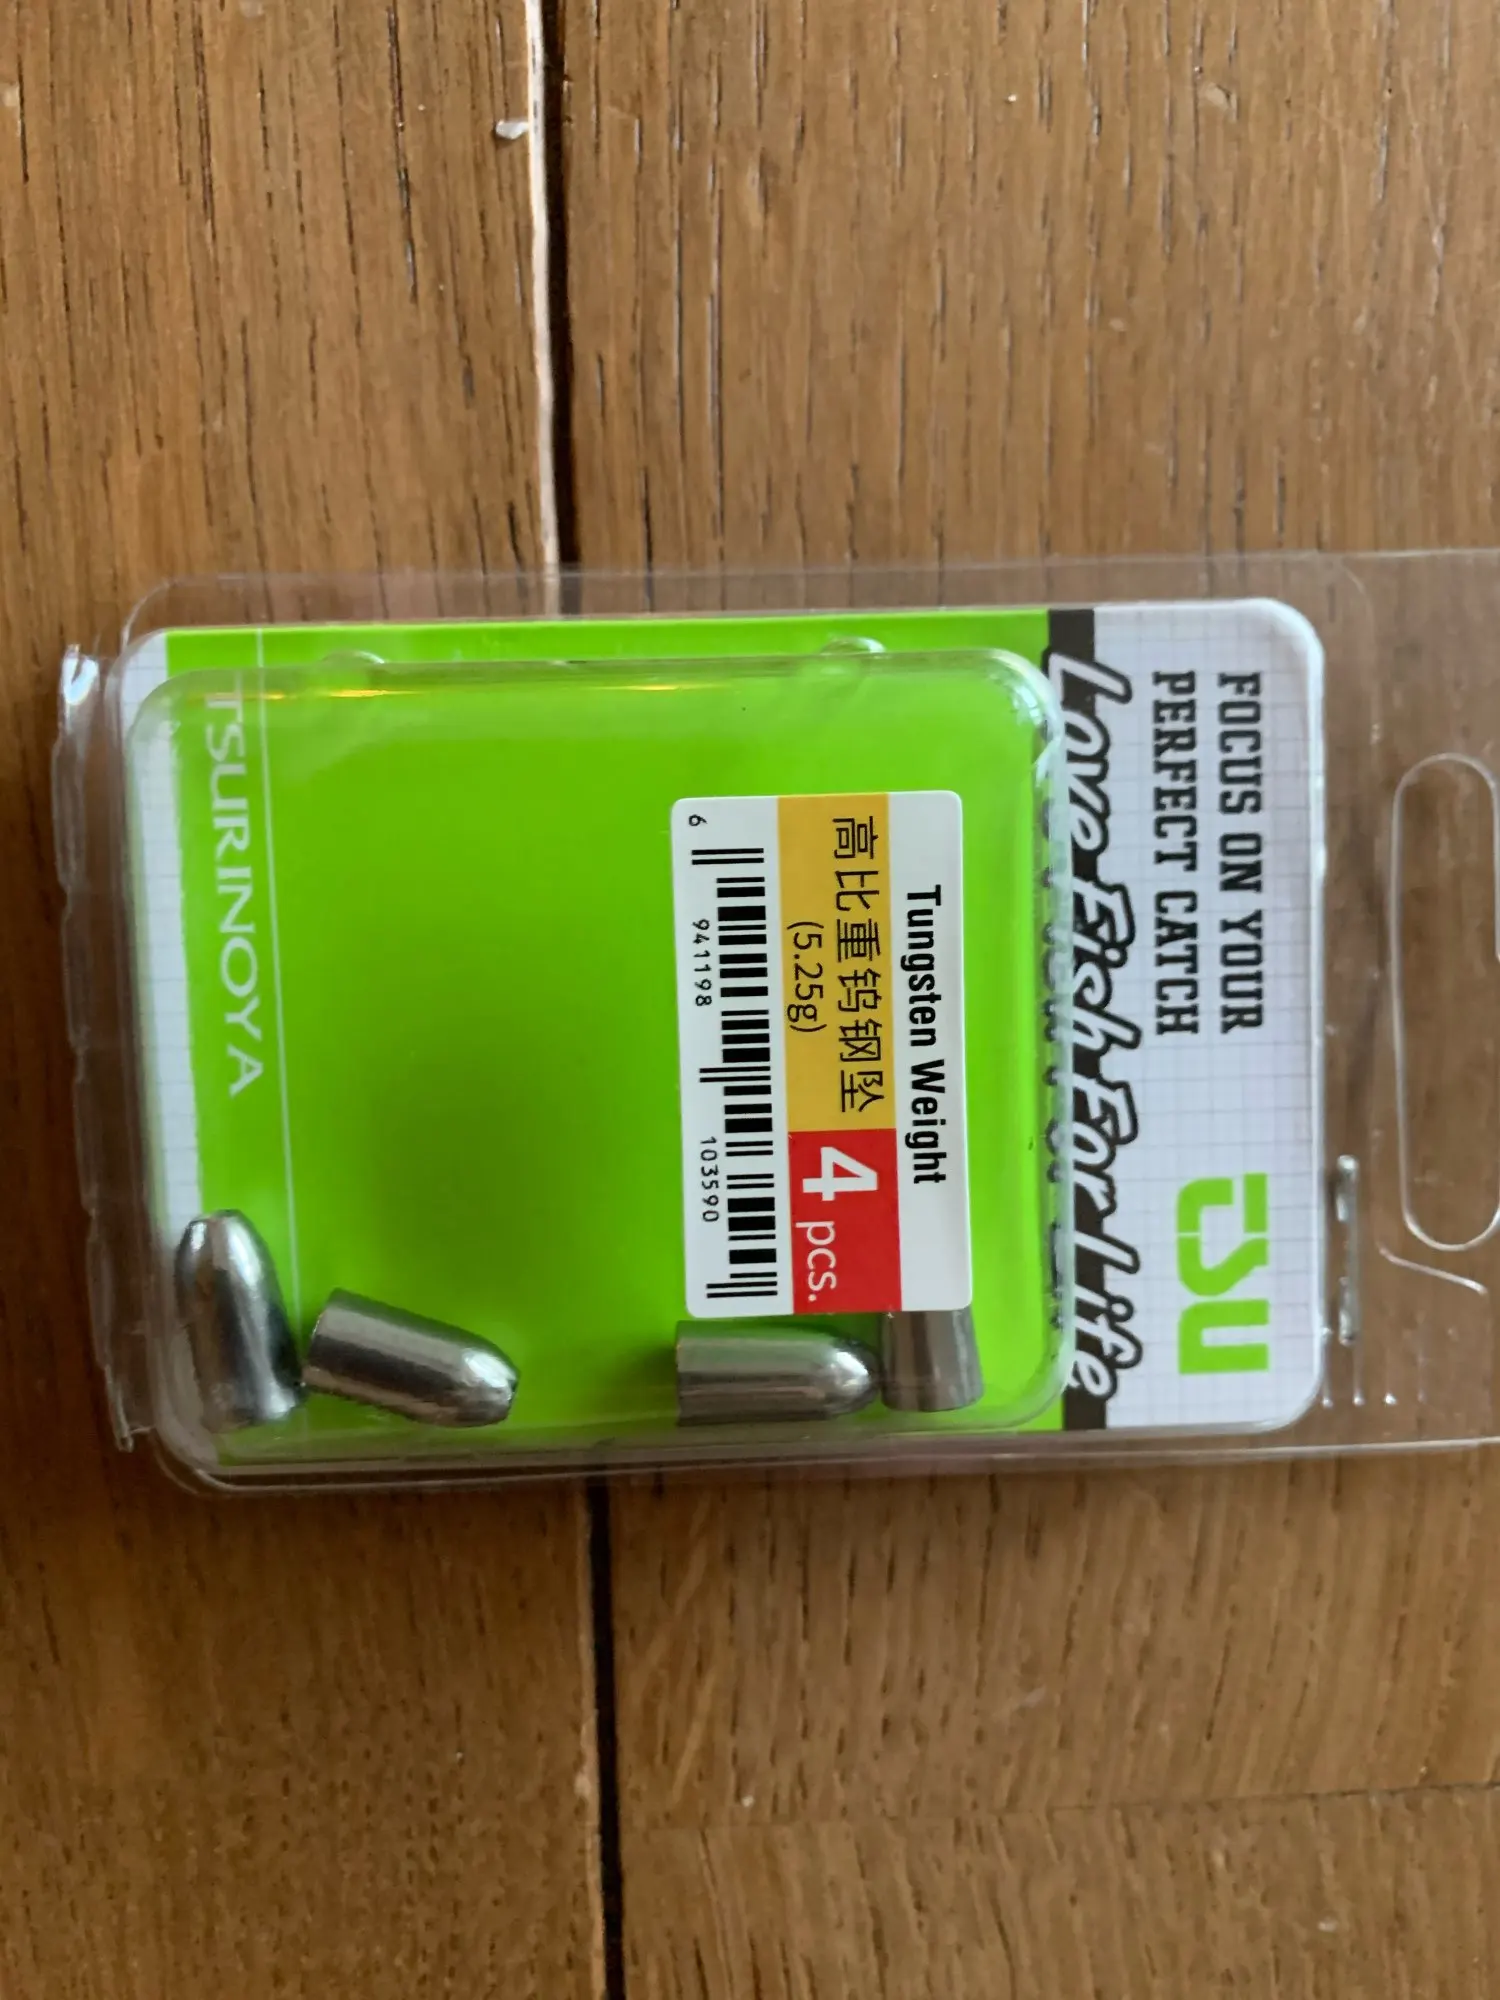 FOCUS ON YOUR
PERFECT CATCH
tsu
Love Fish For Life
Tungsten Weight
高比重钨钢坠
(5.25g)
4 pcs.
6 941198 103590
TSURINOYA